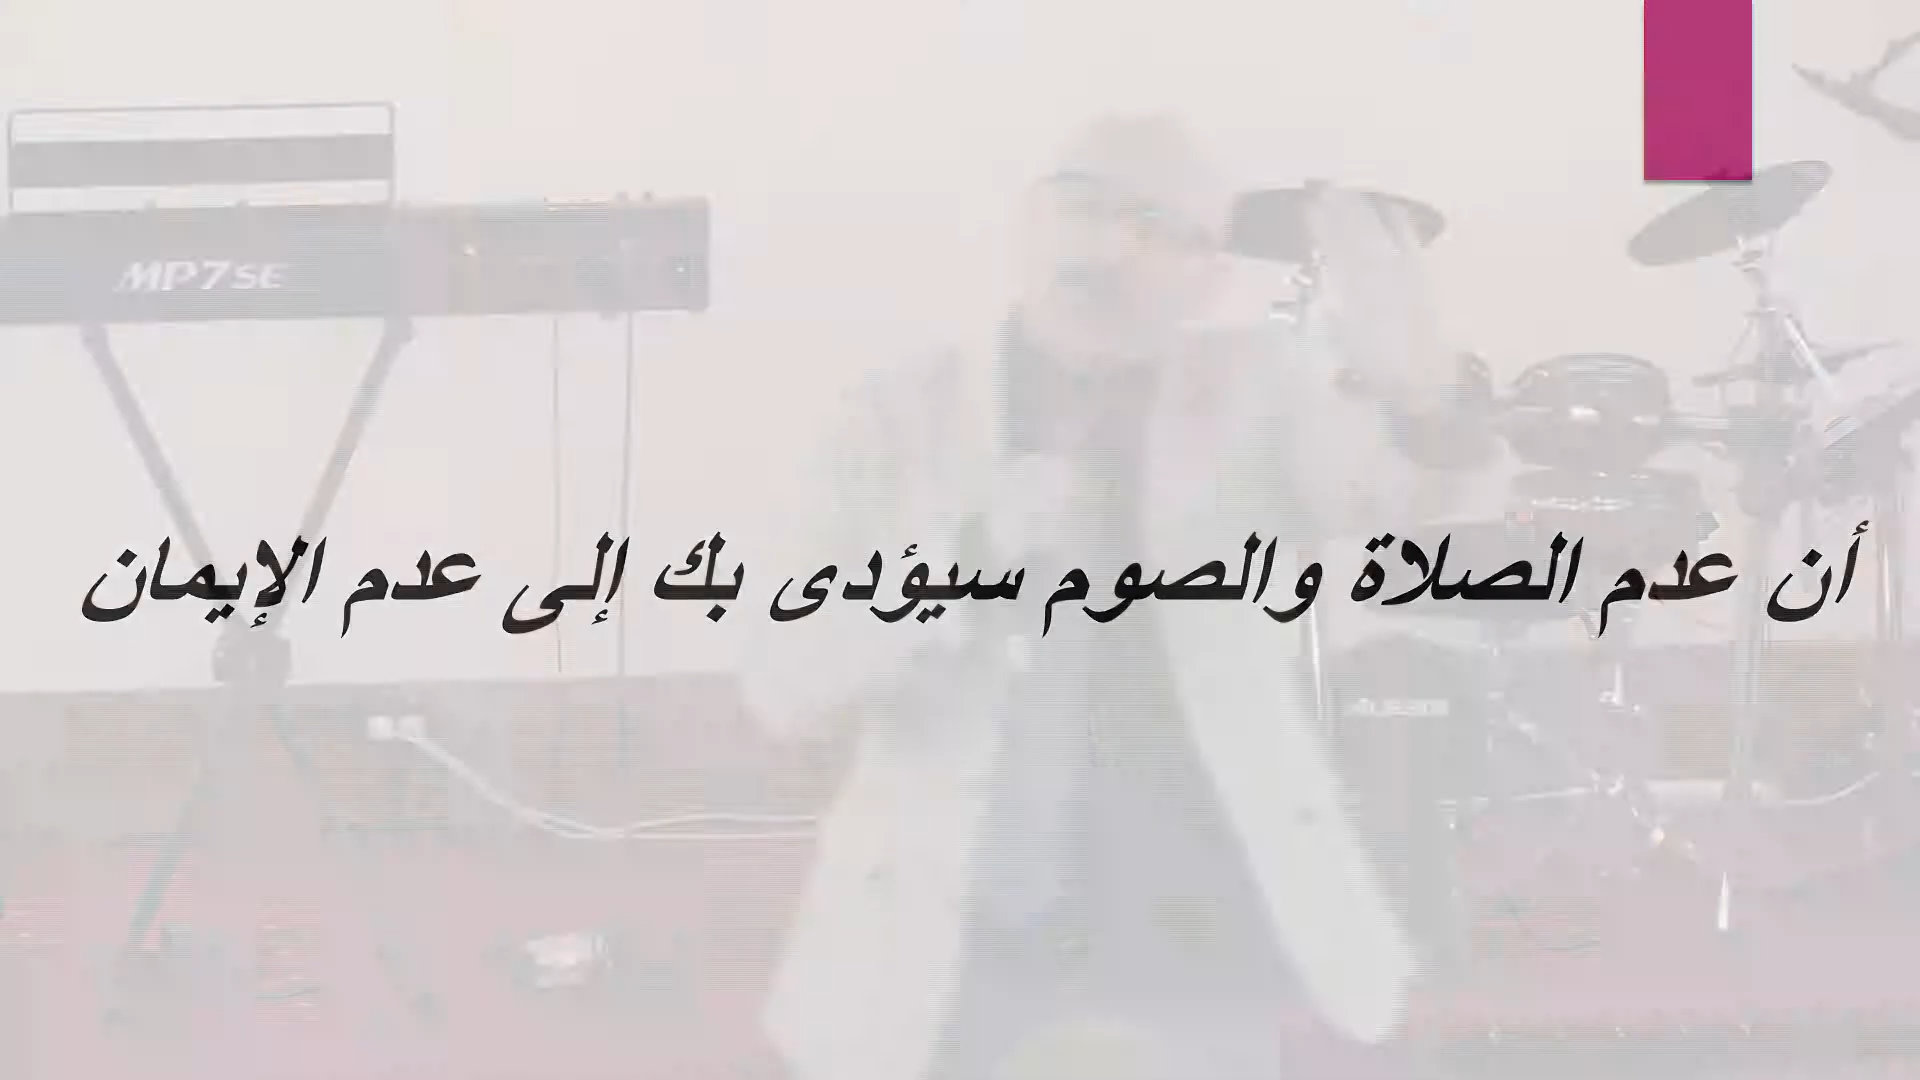 MP7SE
أن عدم الصلاة والصوم سيؤدى بك إلى عدم الإيمان